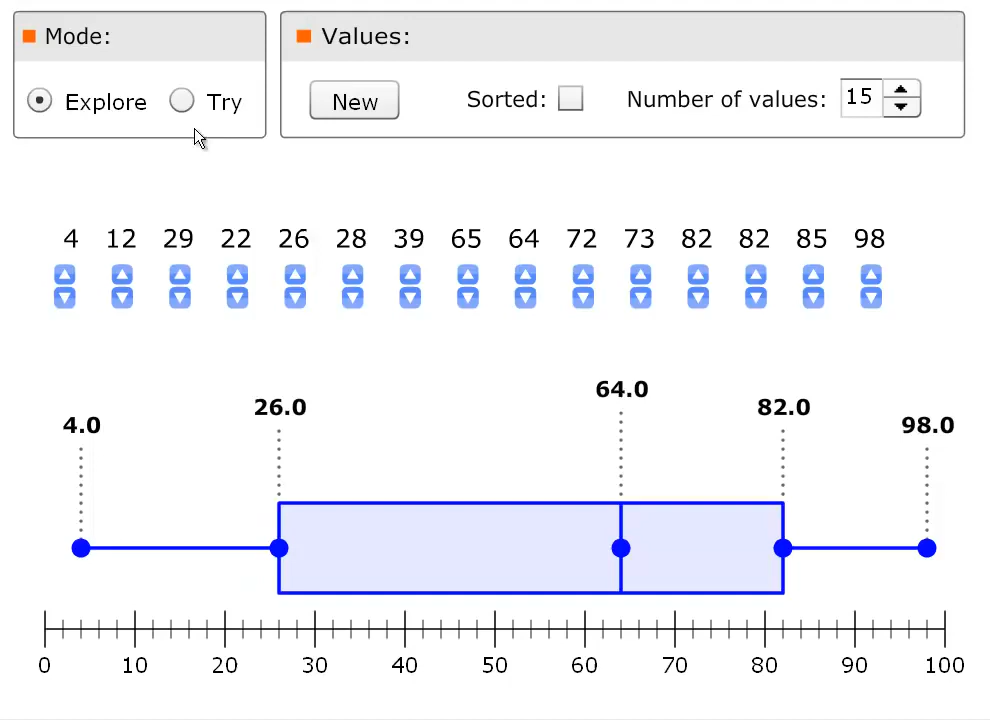 Mode:
Values:
Explore Try
New Sorted: Number of values: 15
4 12 29 22 26 28 39 65 64 72 73 82 82 85 98
64.0
26.0 82.0
4.0 98.0
0 10 20 30 40 50 60 70 80 90 100